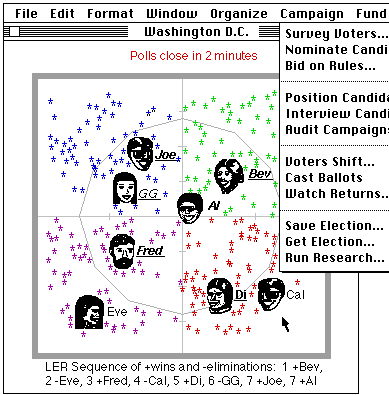 File Edit Format Window Organize Campaign Fund
Washington D.C.
Survey Voters...
Nominate Candi
Bid on Rules...
Position Candida
Interview Candi
Audit Campaign
Voters Shift...
Cast Ballots
Watch Returns...
Save Election...
Get Election...
Run Research...
Polls close in 2 minutes
Joe
Bev
GG
Al
Fred
Di
Cal
Eve
LER Sequence of +wins and -eliminations: 1 +Bev,
2 -Eve, 3 +Fred, 4 -Cal, 5 +Di, 6 -GG, 7 +Joe, 7 +Al